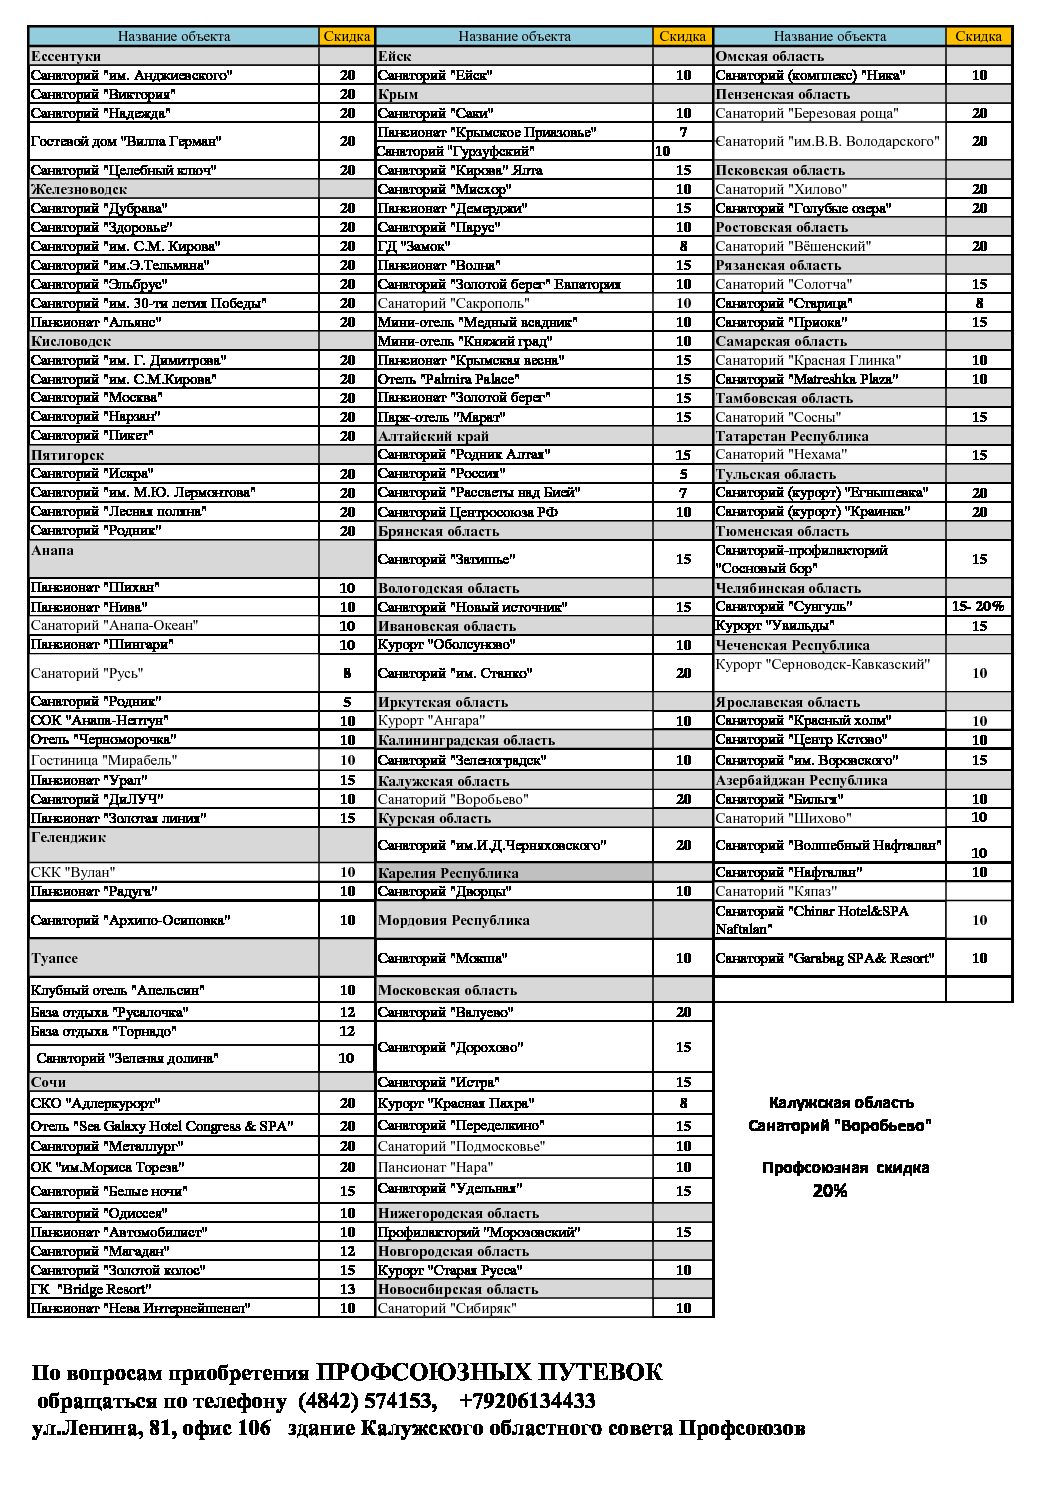 Название объекта Скидка
Ессентуки
Санаторий "им. Анджиевского" 20
Санаторий "Виктория" 20
Санаторий "Надежда" 20
Гостевой дом "Вилла Герман" 20
Санаторий "Целебный ключ" 20
Железноводск
Санаторий "Дубрава" 20
Санаторий "Здоровье" 20
Санаторий "им. С.М. Кирова" 20
Санаторий "им.Э.Тельмана" 20
Санаторий "Эльбрус" 20
Санаторий "им. 30-ти летия Победы" 20
Пансионат "Альянс" 20
Кисловодск
Санаторий "им. Г. Димитрова" 20
Санаторий "им. С.М.Кирова" 20
Санаторий "Москва" 20
Санаторий "Нарзан" 20
Санаторий "Пикет" 20
Пятигорск
Санаторий "Искра" 20
Санаторий "им. М.Ю. Лермонтова" 20
Санаторий "Лесная поляна" 20
Санаторий "Родник" 20
Анапа
Пансионат "Шихан" 10
Пансионат "Нива" 10
Санаторий "Анапа-Океан" 10
Пансионат "Шингари" 10
Санаторий "Русь" 8
Санаторий "Родник" 5
СОК "Анапа-Нептун" 10
Отель "Черноморочка" 10
Гостиница "Мирабель" 10
Пансионат "Урал" 15
Санаторий "ДиЛУЧ" 10
Пансионат "Золотая линия" 15
Геленджик
СКК "Вулан" 10
Пансионат "Радуга" 10
Санаторий "Архипо-Осиповка" 10
Туапсе
Клубный отель "Апельсин" 10
База отдыха "Русалочка" 12
База отдыха "Торнадо" 12
Санаторий "Зеленая долина" 10
Сочи
СКО "Адлеркурорт" 20
Отель "Sea Galaxy Hotel Congress & SPA" 20
Санаторий "Металлург" 20
ОК "им.Мориса Тореза" 20
Санаторий "Белые ночи" 15
Санаторий "Одиссея" 10
Пансионат "Автомобилист" 10
Санаторий "Магадан" 12
Санаторий "Золотой колос" 15
ГК "Bridge Resort" 13
Пансионат "Нева Интернейшенел" 10
Название объекта Скидка
Ейск
Санаторий "Ейск" 10
Крым
Санаторий "Саки" 10
Пансионат "Крымское Приазовье" 7
Санаторий "Гурзуфский" 10
Санаторий "Кирова" Ялта 15
Санаторий "Мисхор" 10
Пансионат "Демерджи" 15
Санаторий "Парус" 10
ГД "Замок" 8
Пансионат "Волна" 15
Санаторий "Золотой берег" Евпатория 10
Санаторий "Сакрополь" 10
Мини-отель "Медный всадник" 10
Мини-отель "Княжий град" 10
Пансионат "Крымская весна" 15
Отель "Palmira Palace" 15
Пансионат "Золотой берег" 15
Парк-отель "Марат" 15
Алтайский край
Санаторий "Родник Алтая" 15
Санаторий "Россия" 5
Санаторий "Рассветы над Бией" 7
Санаторий Центросоюза РФ 10
Брянская область
Санаторий "Затишье" 15
Вологодская область
Санаторий "Новый источник" 15
Ивановская область
Курорт "Оболсуново" 10
Санаторий "им. Станко" 20
Иркутская область
Курорт "Ангара" 10
Калининградская область
Санаторий "Зеленоградск" 10
Калужская область
Санаторий "Воробьево" 20
Курская область
Санаторий "им.И.Д.Черняховского" 20
Карелия Республика
Санаторий "Дворцы" 10
Мордовия Республика
Санаторий "Мокша" 10
Московская область
Санаторий "Валуево" 20
Санаторий "Дорохово" 15
Санаторий "Истра" 15
Курорт "Красная Пахра" 8
Санаторий "Переделкино" 15
Санаторий "Подмосковье" 10
Пансионат "Нара" 10
Санаторий "Удельная" 15
Нижегородская область
Профилакторий "Морозовский" 15
Новгородская область
Курорт "Старая Русса" 10
Новосибирская область
Санаторий "Сибиряк" 10
Название объекта Скидка
Омская область
Санаторий (комплекс) "Ника" 10
Пензенская область
Санаторий "Березовая роща" 20
Санаторий "им.В.В. Володарского" 20
Псковская область
Санаторий "Хилово" 20
Санаторий "Голубые озера" 20
Ростовская область
Санаторий "Вёшенский" 20
Рязанская область
Санаторий "Солотча" 15
Санаторий "Старица" 8
Санаторий "Приока" 15
Самарская область
Санаторий "Красная Глинка" 10
Санаторий "Matreshka Plaza" 10
Тамбовская область
Санаторий "Сосны" 15
Татарстан Республика
Санаторий "Нехама" 15
Тульская область
Санаторий (курорт) "Егнышевка" 20
Санаторий (курорт) "Краинка" 20
Тюменская область
Санаторий-профилакторий
"Сосновый бор" 15
Челябинская область
Санаторий "Сунгуль" 15- 20%
Курорт "Увильды" 15
Чеченская Республика
Курорт "Серноводск-Кавказский" 10
Ярославская область
Санаторий "Красный холм" 10
Санаторий "Центр Кстово" 10
Санаторий "им. Воровского" 15
Азербайджан Республика
Санаторий "Бильгя" 10
Санаторий "Шихово" 10
Санаторий "Волшебный Нафталан" 10
Санаторий "Нафталан" 10
Санаторий "Кяпаз"
Санаторий "Chinar Hotel&SPA
Naftalan" 10
Санаторий "Garabag SPA& Resort" 10
Калужская область
Санаторий "Воробьево"
Профсоюзная скидка
20%
По вопросам приобретения ПРОФСОЮЗНЫХ ПУТЕВОК
обращаться по телефону (4842) 574153, +79206134433
ул.Ленина, 81, офис 106 здание Калужского областного совета Профсоюзов